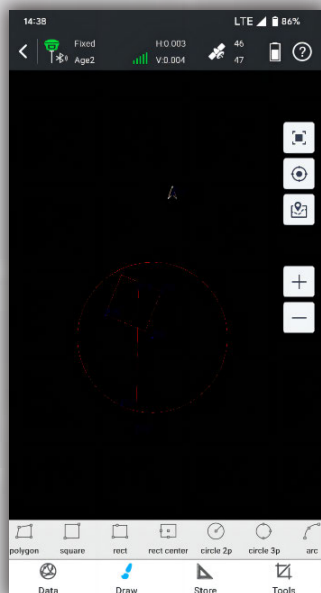 14:38 LTE 86%
Fixed H:0.003 46
Age2 V:0.004 47
polygon square rect rect center circle 2p circle 3p arc
Data Draw Store Tools